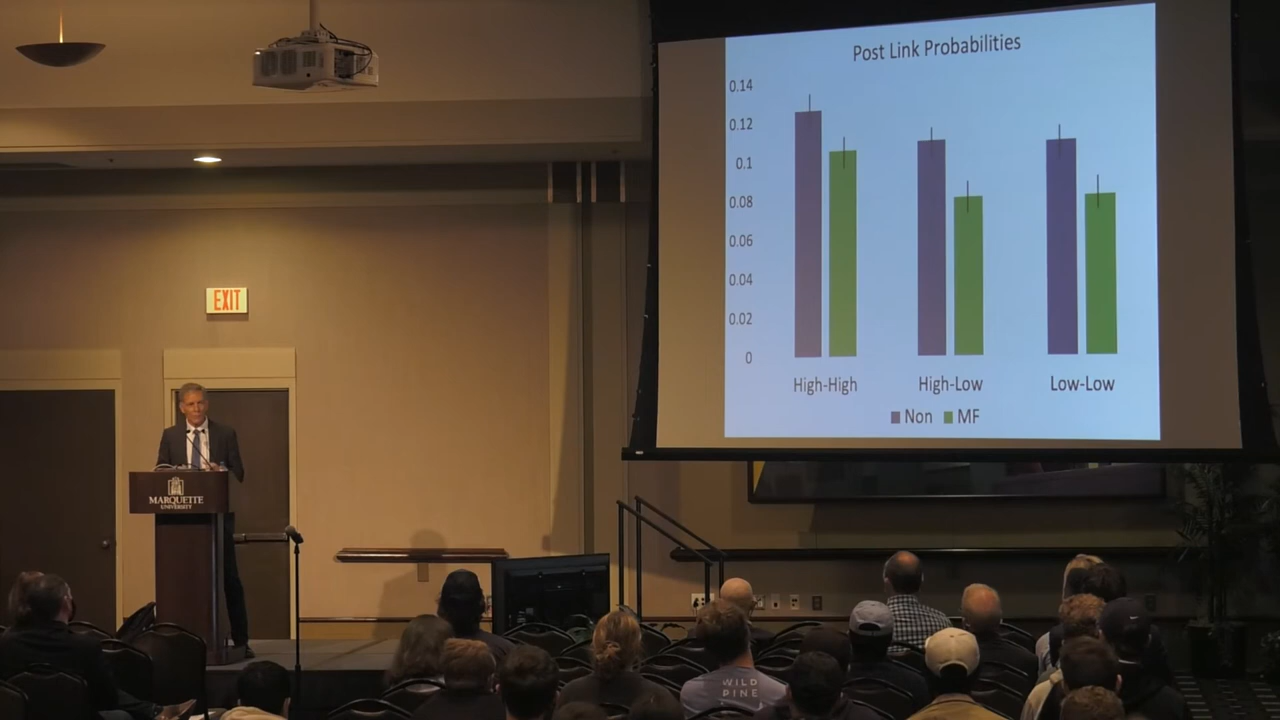 Post Link Probabilities
0.14
0.12
0.1
0.08
0.06
0.04
0.02
0
High-High High-Low Low-Low
Non MF
EXIT
MARQUETTE
UNIVERSITY
WILD
PINE